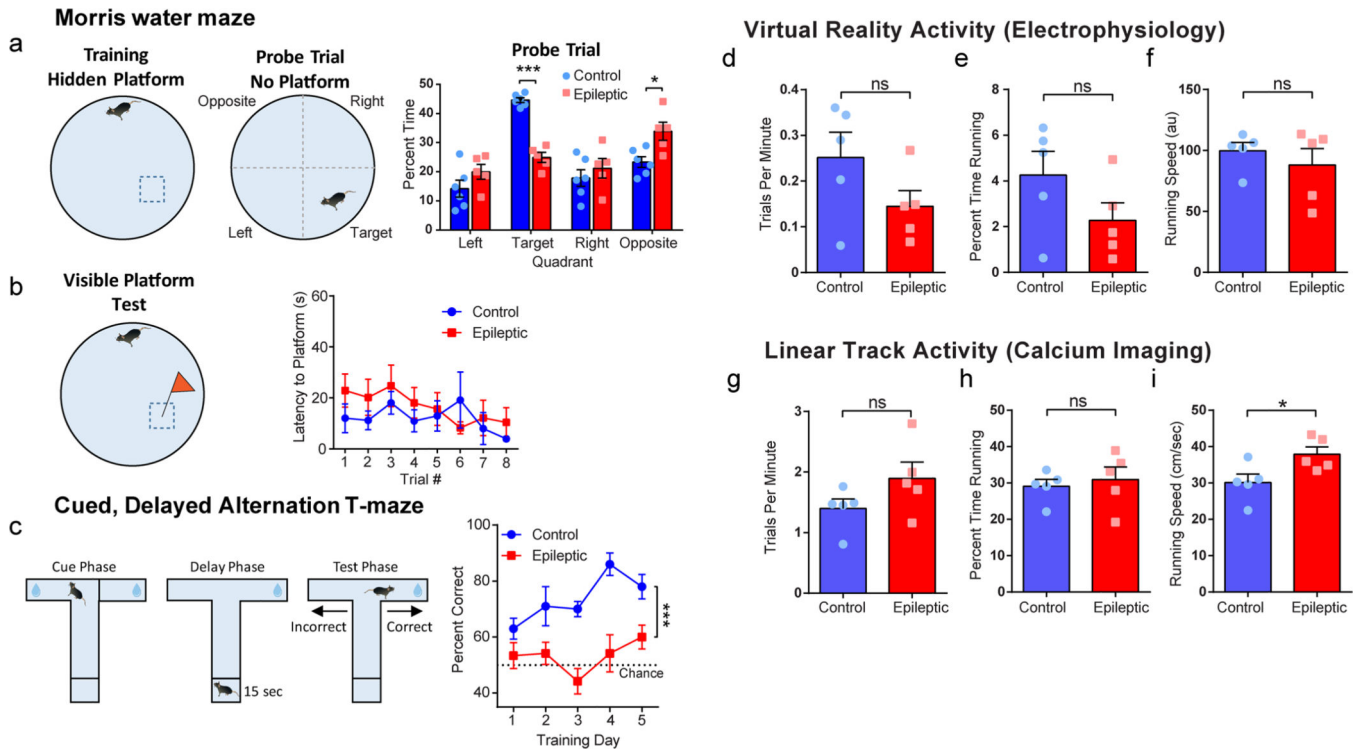 Morris water maze
a
Training
Hidden Platform
Probe Trial
No Platform
Opposite
Right
Left
Target
Probe Trial
Control
Epileptic
***
*
Percent Time
50
40
30
20
10
0
Left Target Right Opposite
Quadrant
b
Visible Platform
Test
Latency to Platform (s)
60
40
20
0
Control
Epileptic
1 2 3 4 5 6 7 8
Trial #
Cued, Delayed Alternation T-maze
c
Cue Phase
Delay Phase
15 sec
Test Phase
Incorrect Correct
Percent Correct
100
80
60
40
Control
Epileptic
***
Chance
1 2 3 4 5
Training Day
Virtual Reality Activity (Electrophysiology)
d
ns
Trials Per Minute
0.4
0.3
0.2
0.1
0.0
Control Epileptic
e
ns
Percent Time Running
8
6
4
2
0
Control Epileptic
f
ns
Running Speed (au)
150
100
50
0
Control Epileptic
Linear Track Activity (Calcium Imaging)
g
ns
Trials Per Minute
3
2
1
0
Control Epileptic
h
ns
Percent Time Running
50
40
30
20
10
0
Control Epileptic
i
*
Running Speed (cm/sec)
50
40
30
20
10
0
Control Epileptic